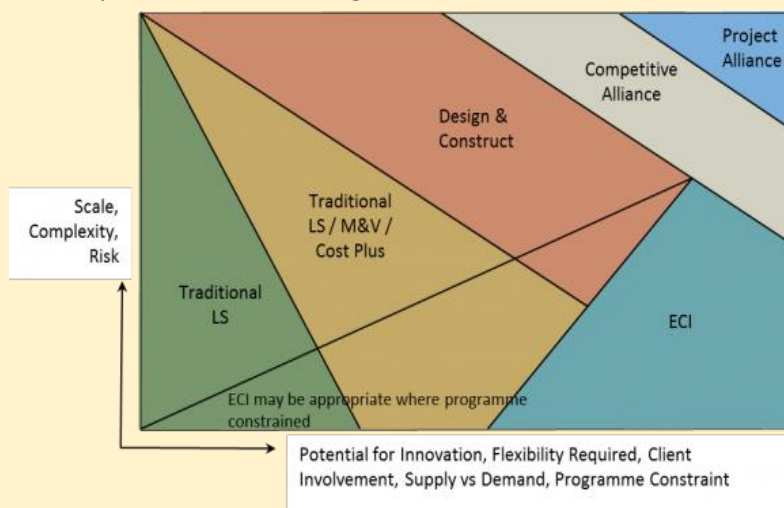 Project
Alliance
Competitive
Alliance
Design &
Construct
Traditional
LS / M&V /
Cost Plus
Scale,
Complexity,
Risk
Traditional
LS
ECI
ECI may be appropriate where programme
constrained
Potential for Innovation, Flexibility Required, Client
Involvement, Supply vs Demand, Programme Constraint